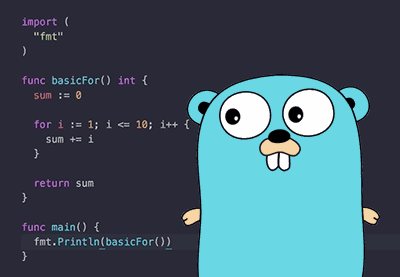 import (
"fmt"
)
func basicFor() int {
sum := 0
for i := 1; i <= 10; i++ {
sum += i
}
return sum
}
func main() {
fmt.Println(basicFor())
}